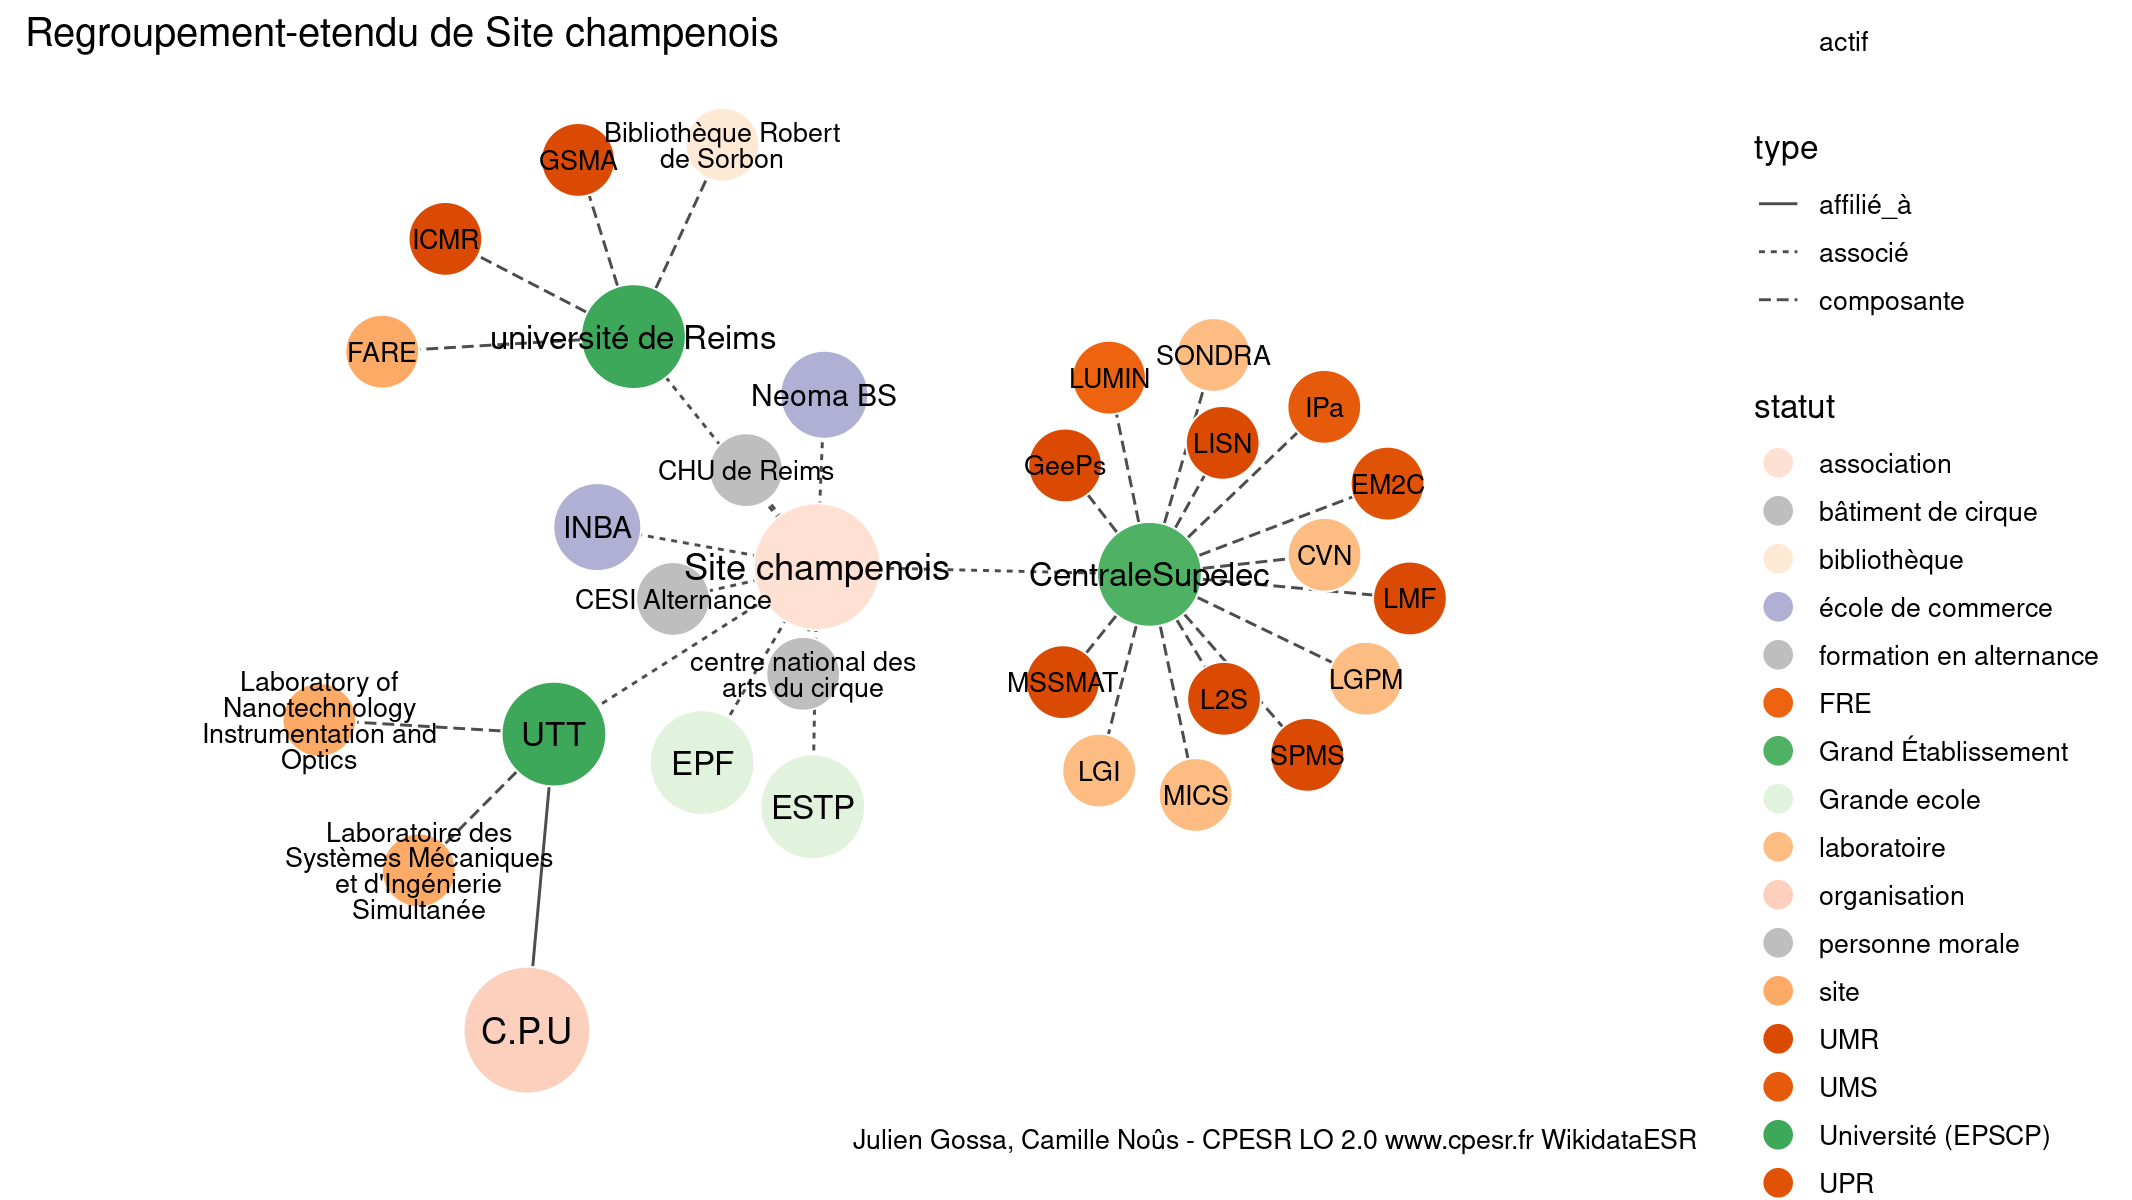 Regroupement-etendu de Site champenois
Bibliothèque Robert
de Sorbon
GSMA
ICMR
université de Reims
FARE
Neoma BS
CHU de Reims
INBA
Site champenois
CESI Alternance
centre national des
arts du cirque
Laboratory of
Nanotechnology
Instrumentation and
Optics
UTT
EPF
ESTP
Laboratoire des
Systèmes Mécaniques
et d'Ingénierie
Simultanée
C.P.U
SONDRA
LUMIN
IPa
LISN
GeePs
EM2C
CVN
CentraleSupelec
LMF
MSSMAT
L2S
LGPM
LGI
MICS
SPMS
actif
type
affilié_à
associé
composante
statut
association
bâtiment de cirque
bibliothèque
école de commerce
formation en alternance
FRE
Grand Établissement
Grande ecole
laboratoire
organisation
personne morale
site
UMR
UMS
Université (EPSCP)
UPR
Julien Gossa, Camille Noûs - CPESR LO 2.0 www.cpesr.fr WikidataESR